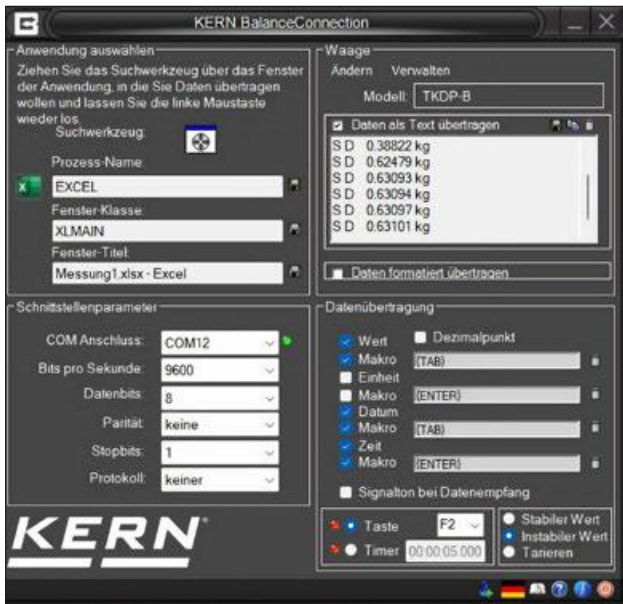 KERN BalanceConnection
Anwendung auswählen
Ziehen Sie das Suchwerkzeug über das Fenster
der Anwendung, in die Sie Daten übertragen
wollen und lassen Sie die linke Maustaste
wieder los.
Suchwerkzeug:
Prozess-Name:
EXCEL
Fenster-Klasse:
XLMAIN
Fenster-Titel:
Messung1.xlsx - Excel
Waage
Ändern Verwalten
Modell: TKDP-B
Daten als Text übertragen
S D 0.38822 kg
S D 0.62479 kg
S D 0.63093 kg
S D 0.63094 kg
S D 0.63097 kg
S D 0.63101 kg
Daten formatiert übertragen
Schnittstellenparameter
COM Anschluss: COM12
Bits pro Sekunde: 9600
Datenbits: 8
Parität: keine
Stopbits: 1
Protokoll: keiner
KERN
Datenübertragung
Wert Dezimalpunkt
Makro {TAB}
Einheit
Makro {ENTER}
Datum
Makro {TAB}
Zeit
Makro {ENTER}
Signalton bei Datenempfang
Taste F2
Timer 00:00:05.000
Stabiler Wert
Instabiler Wert
Tarieren